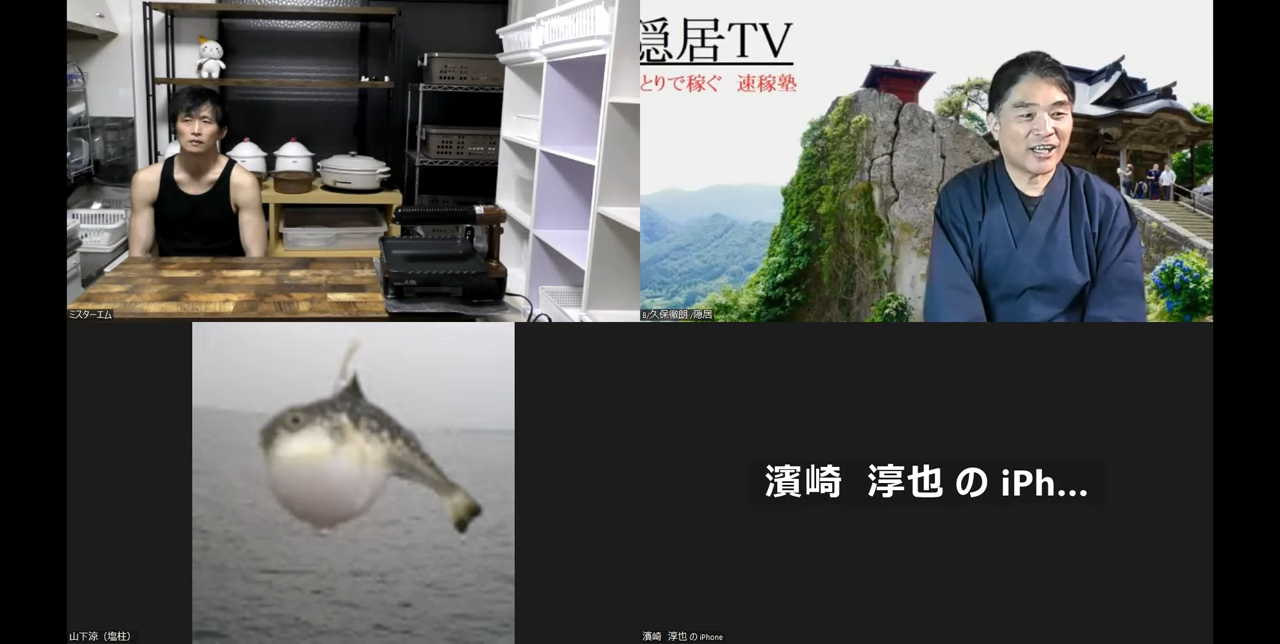 隠居TV
とりで稼ぐ 速稼塾
ミスターエム
8/久保徹朗/隠居
濱崎 淳也 の iPh...
山下涼（塩柱）
濱崎 淳也 の iPhone